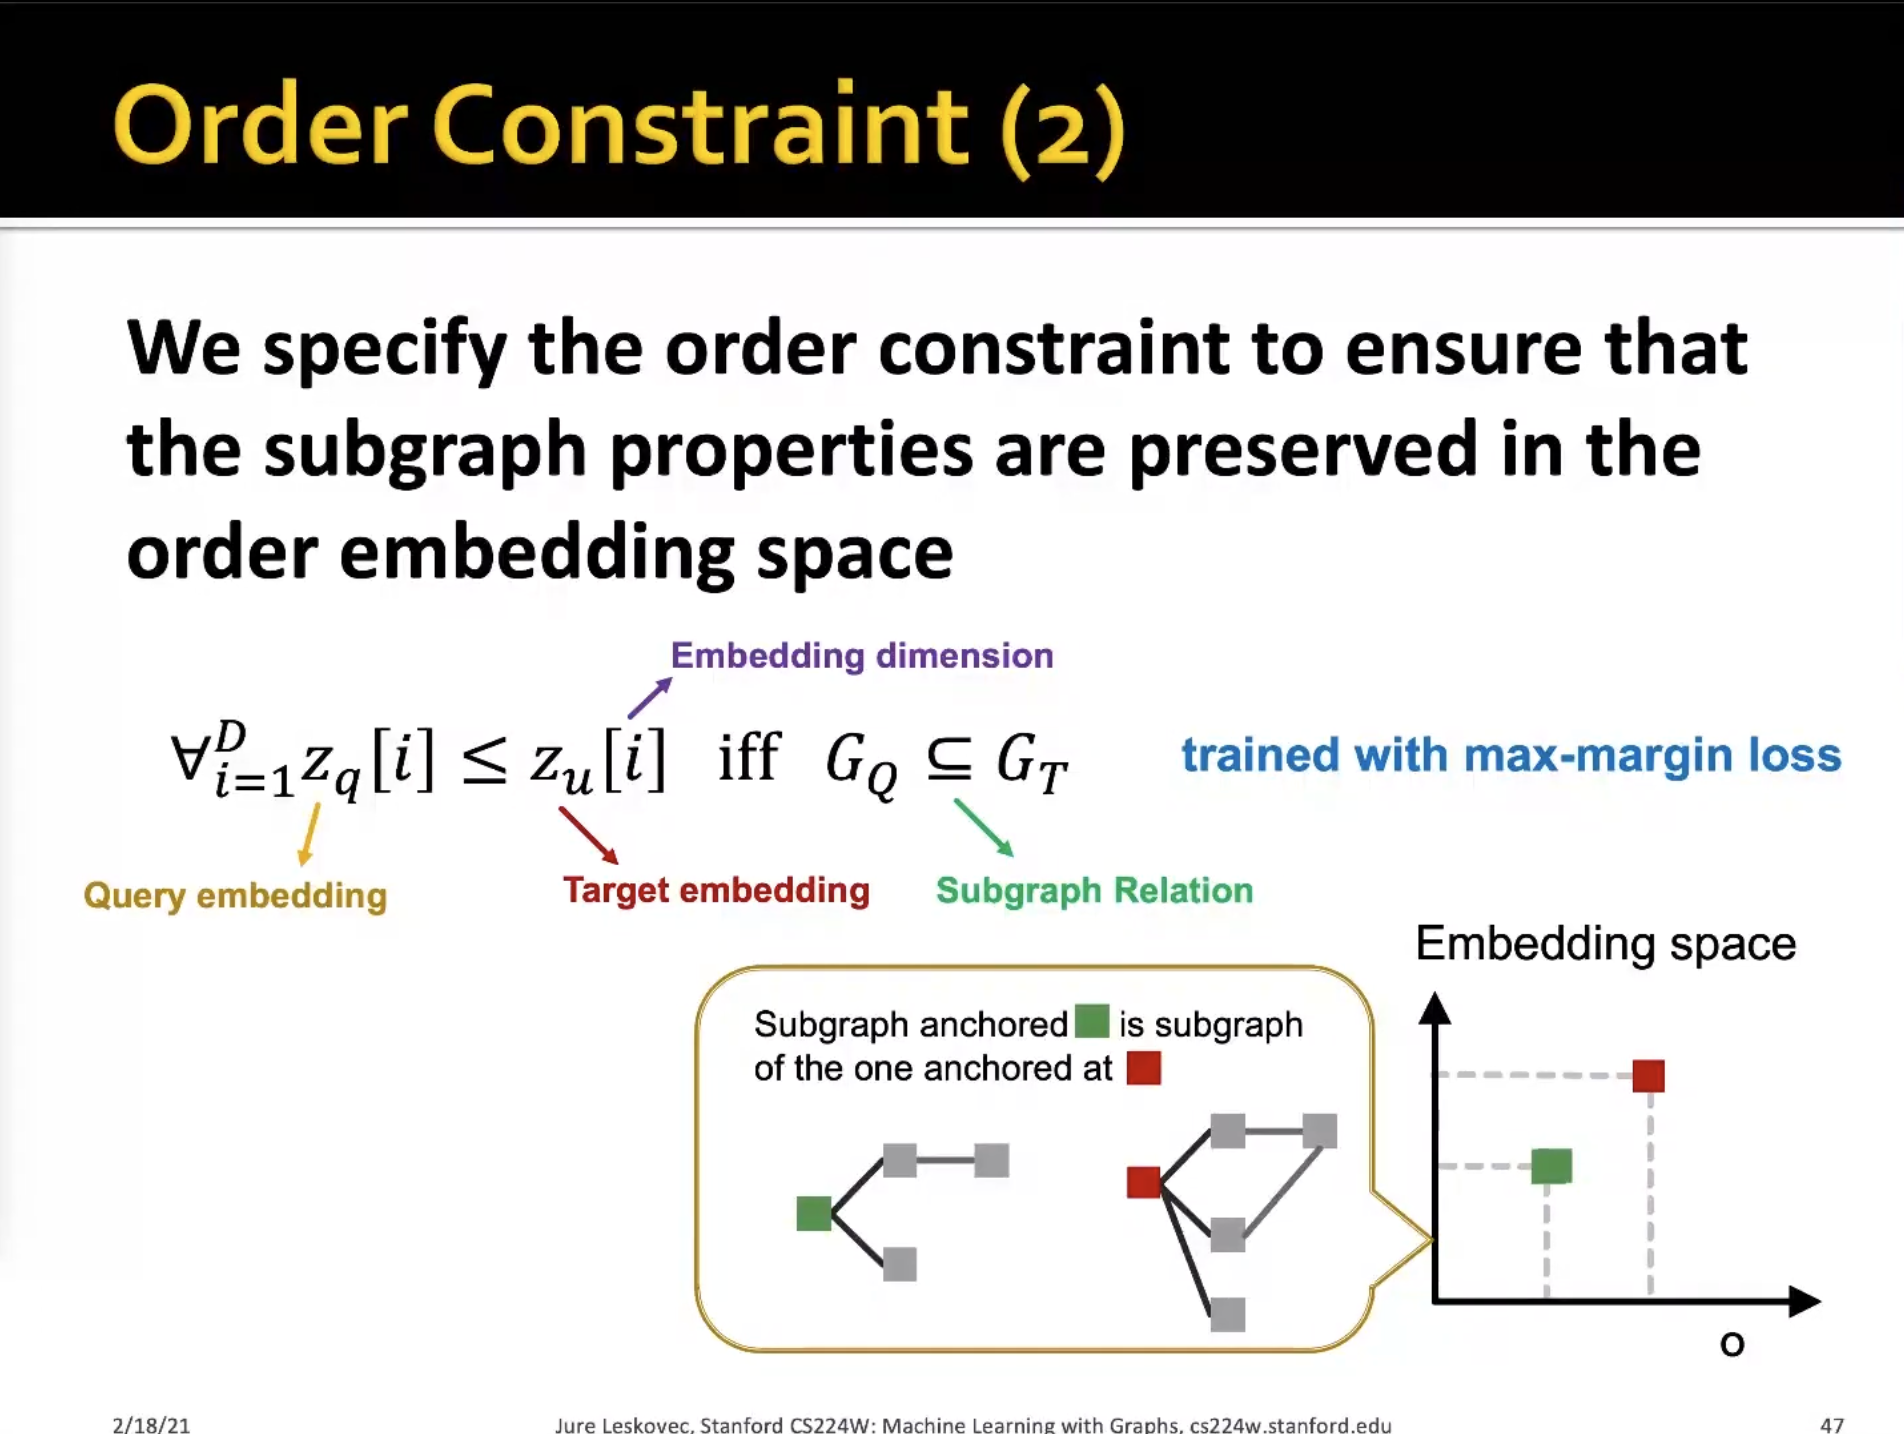 Order Constraint (2)
We specify the order constraint to ensure that
the subgraph properties are preserved in the
order embedding space
Embedding dimension
∀ᴰᵢ₌₁ z_q[i] ≤ z_u[i] iff G_Q ⊆ G_T
trained with max-margin loss
Query embedding
Target embedding
Subgraph Relation
Embedding space
Subgraph anchored is subgraph
of the one anchored at
o
2/18/21
Jure Leskovec, Stanford CS224W: Machine Learning with Graphs, cs224w.stanford.edu
47